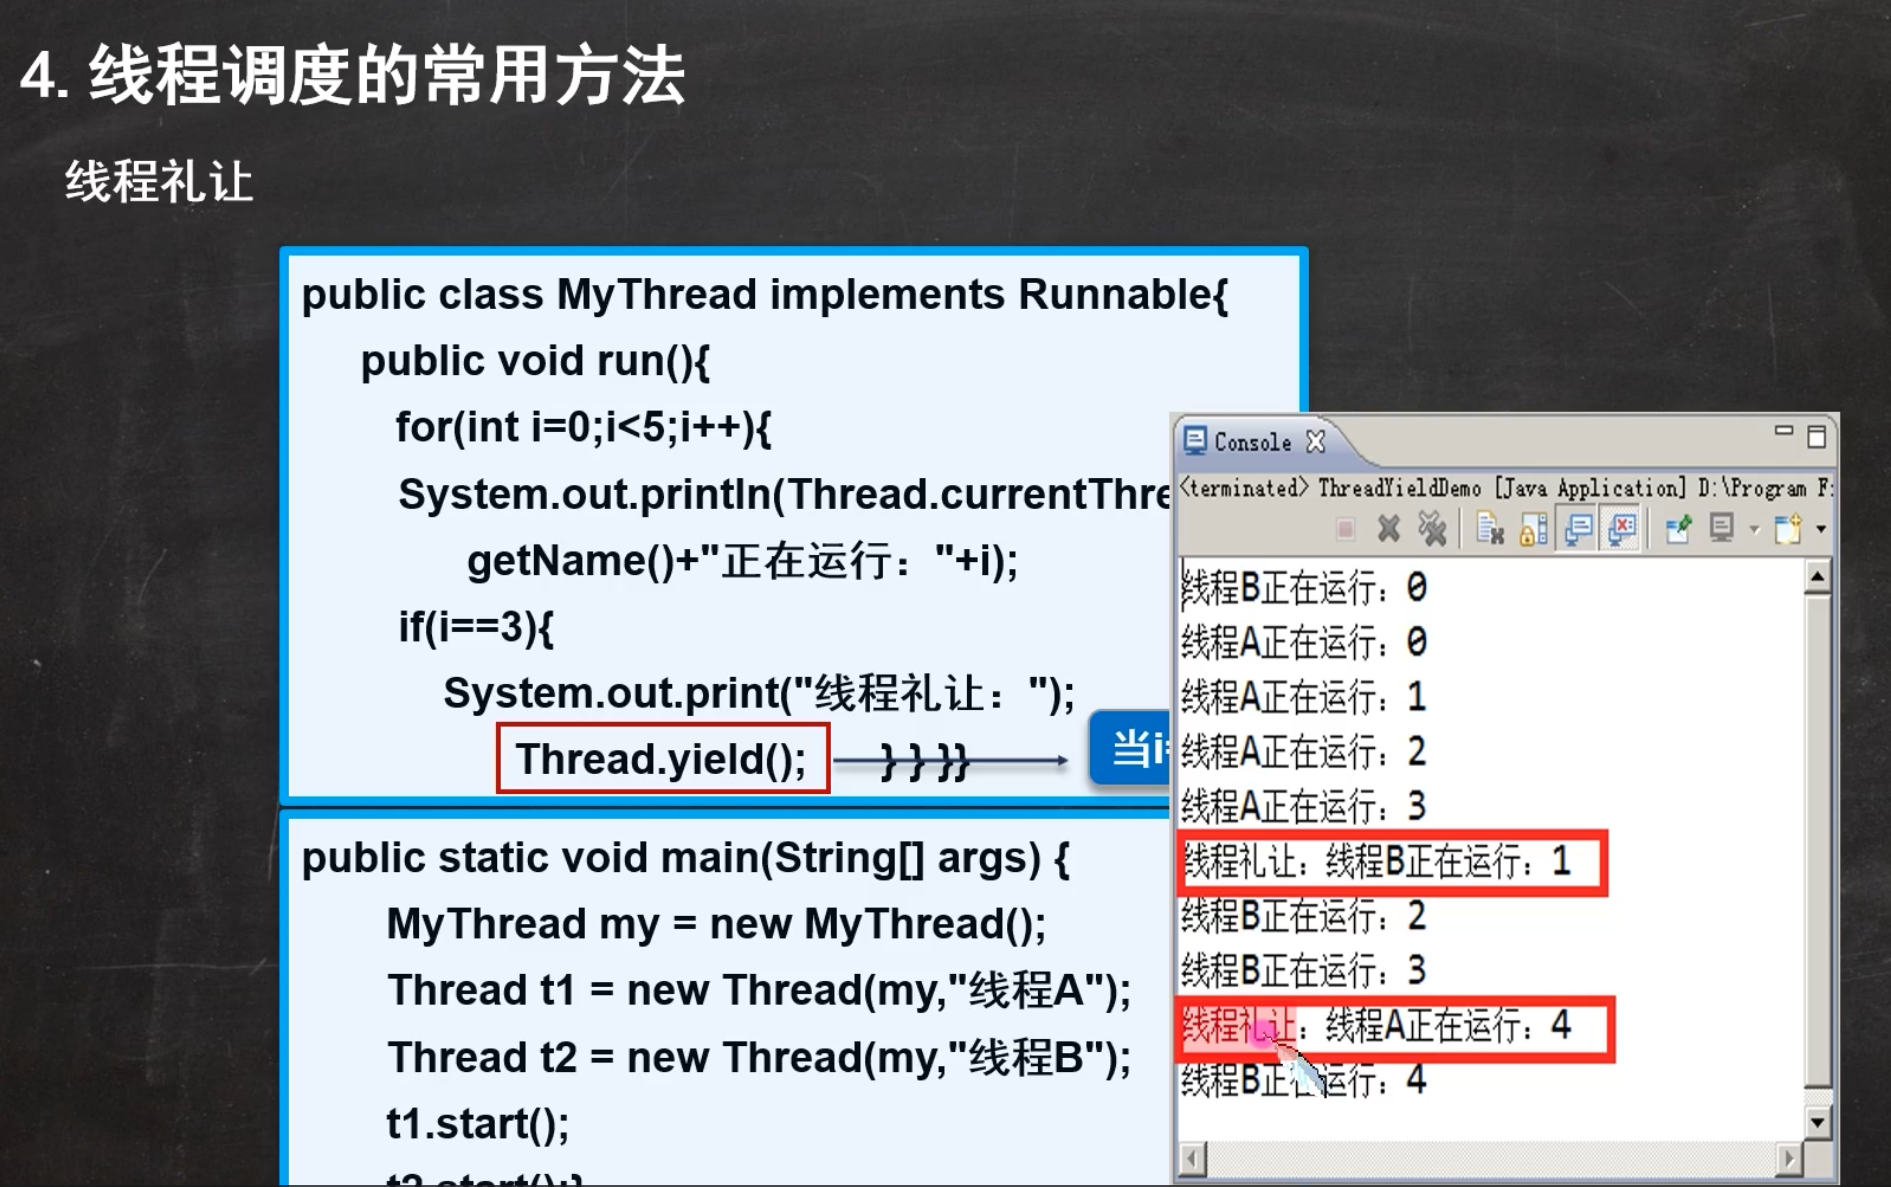 4. 线程调度的常用方法
线程礼让
public class MyThread implements Runnable{
public void run(){
for(int i=0;i<5;i++){
System.out.println(Thread.currentThre
getName()+"正在运行："+i);
if(i==3){
System.out.print("线程礼让：");
Thread.yield(); } } }}
当i=
public static void main(String[] args) {
MyThread my = new MyThread();
Thread t1 = new Thread(my,"线程A");
Thread t2 = new Thread(my,"线程B");
t1.start();
t2.start();}
Console
<terminated> ThreadYieldDemo [Java Application] D:\Program F:
线程B正在运行：0
线程A正在运行：0
线程A正在运行：1
线程A正在运行：2
线程A正在运行：3
线程礼让：线程B正在运行：1
线程B正在运行：2
线程B正在运行：3
线程礼让：线程A正在运行：4
线程B正在运行：4